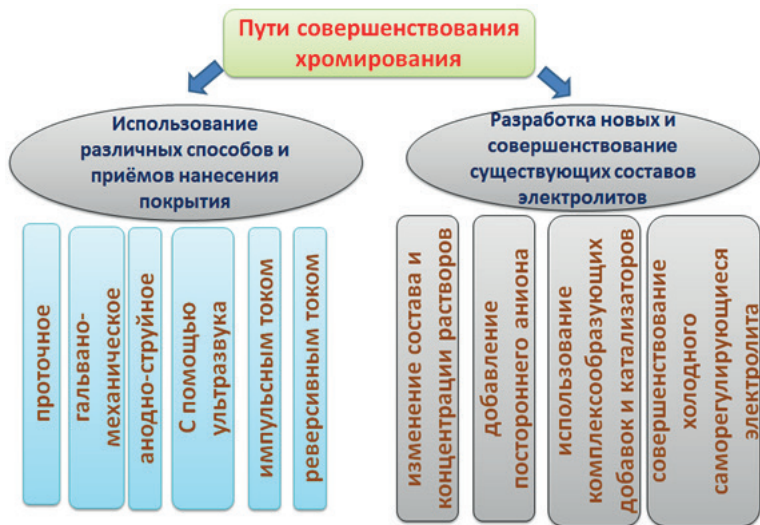 Пути совершенствования
хромирования
Использование
различных способов и
приёмов нанесения
покрытия
Разработка новых и
совершенствование
существующих составов
электролитов
проточное
гальвано-
механическое
анодно-струйное
С помощью
ультразвука
импульсным током
реверсивным током
изменение состава и
концентрации растворов
добавление
постороннего аниона
использование
комплексообразующих
добавок и катализаторов
совершенствование
холодного
саморегулирующиеся
электролита